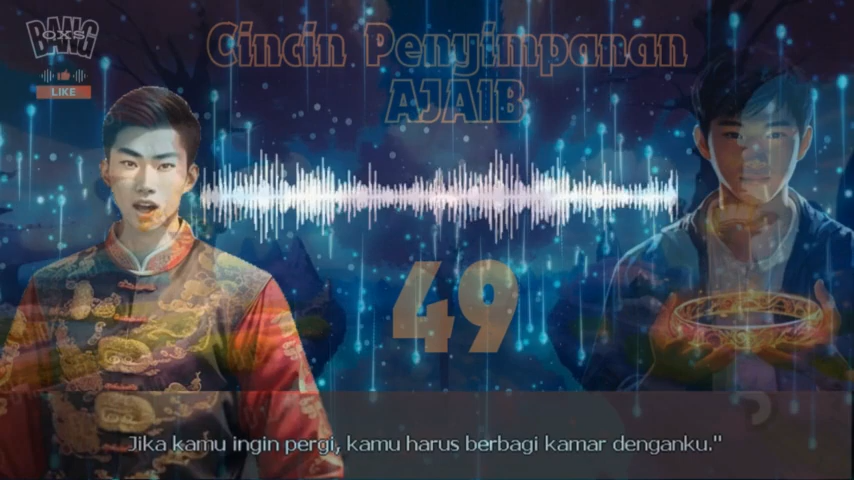 BANG
OXS
LIKE
Cincin Penyimpanan
AJAIB
49
Jika kamu ingin pergi, kamu harus berbagi kamar denganku."